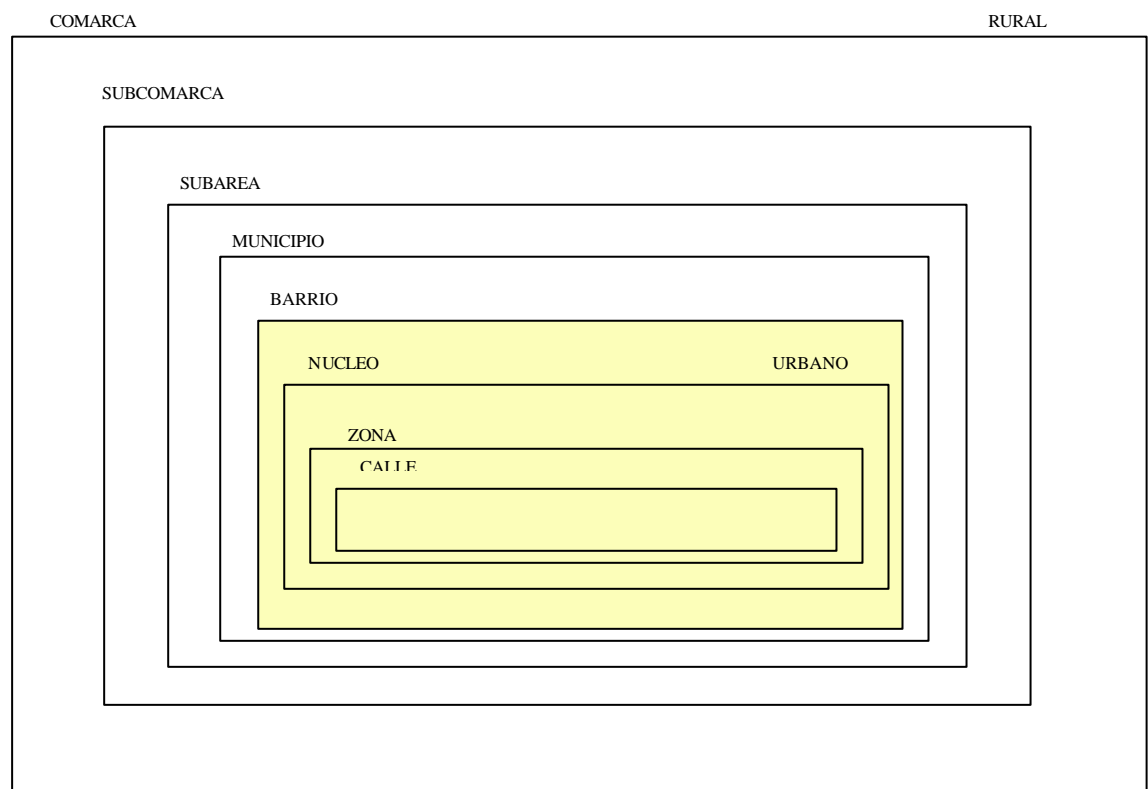 COMARCA RURAL
SUBCOMARCA
SUBAREA
MUNICIPIO
BARRIO
NUCLEO URBANO
ZONA
CALLE